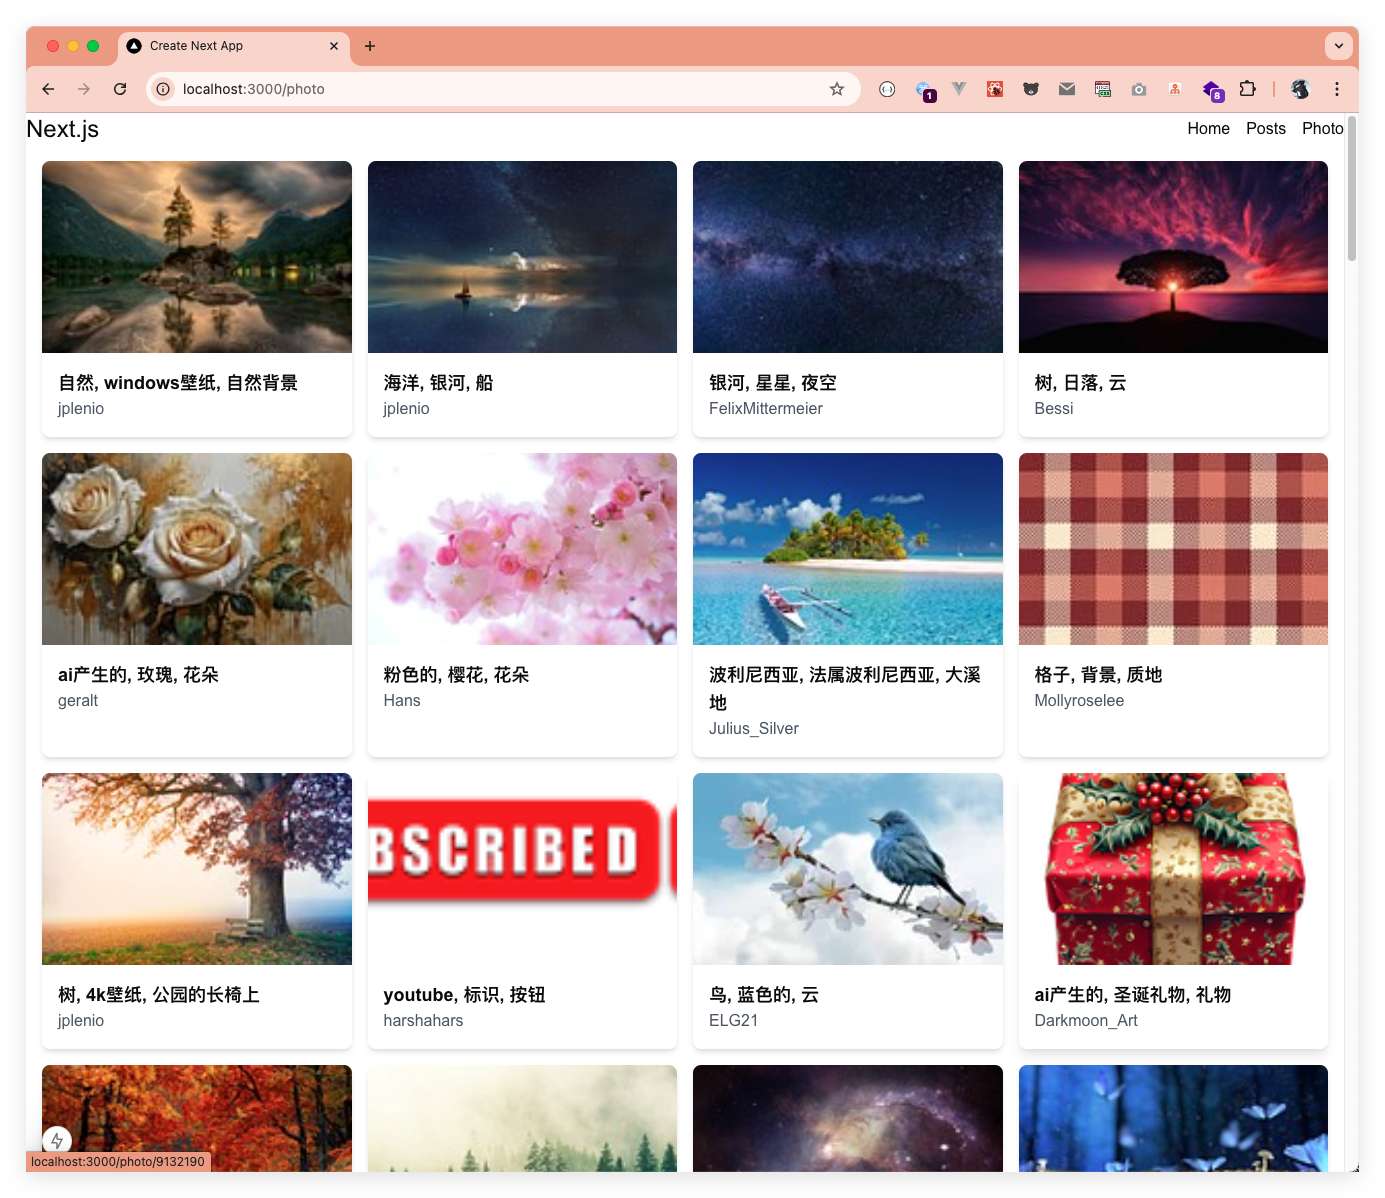 Create Next App
localhost:3000/photo
1
8
Next.js
Home Posts Photo
自然, windows壁纸, 自然背景
jplenio
海洋, 银河, 船
jplenio
银河, 星星, 夜空
FelixMittermeier
树, 日落, 云
Bessi
ai产生的, 玫瑰, 花朵
geralt
粉色的, 樱花, 花朵
Hans
波利尼西亚, 法属波利尼西亚, 大溪
地
Julius_Silver
格子, 背景, 质地
Mollyroselee
BSCRIBED
树, 4k壁纸, 公园的长椅上
jplenio
youtube, 标识, 按钮
harshahars
鸟, 蓝色的, 云
ELG21
ai产生的, 圣诞礼物, 礼物
Darkmoon_Art
localhost:3000/photo/9132190